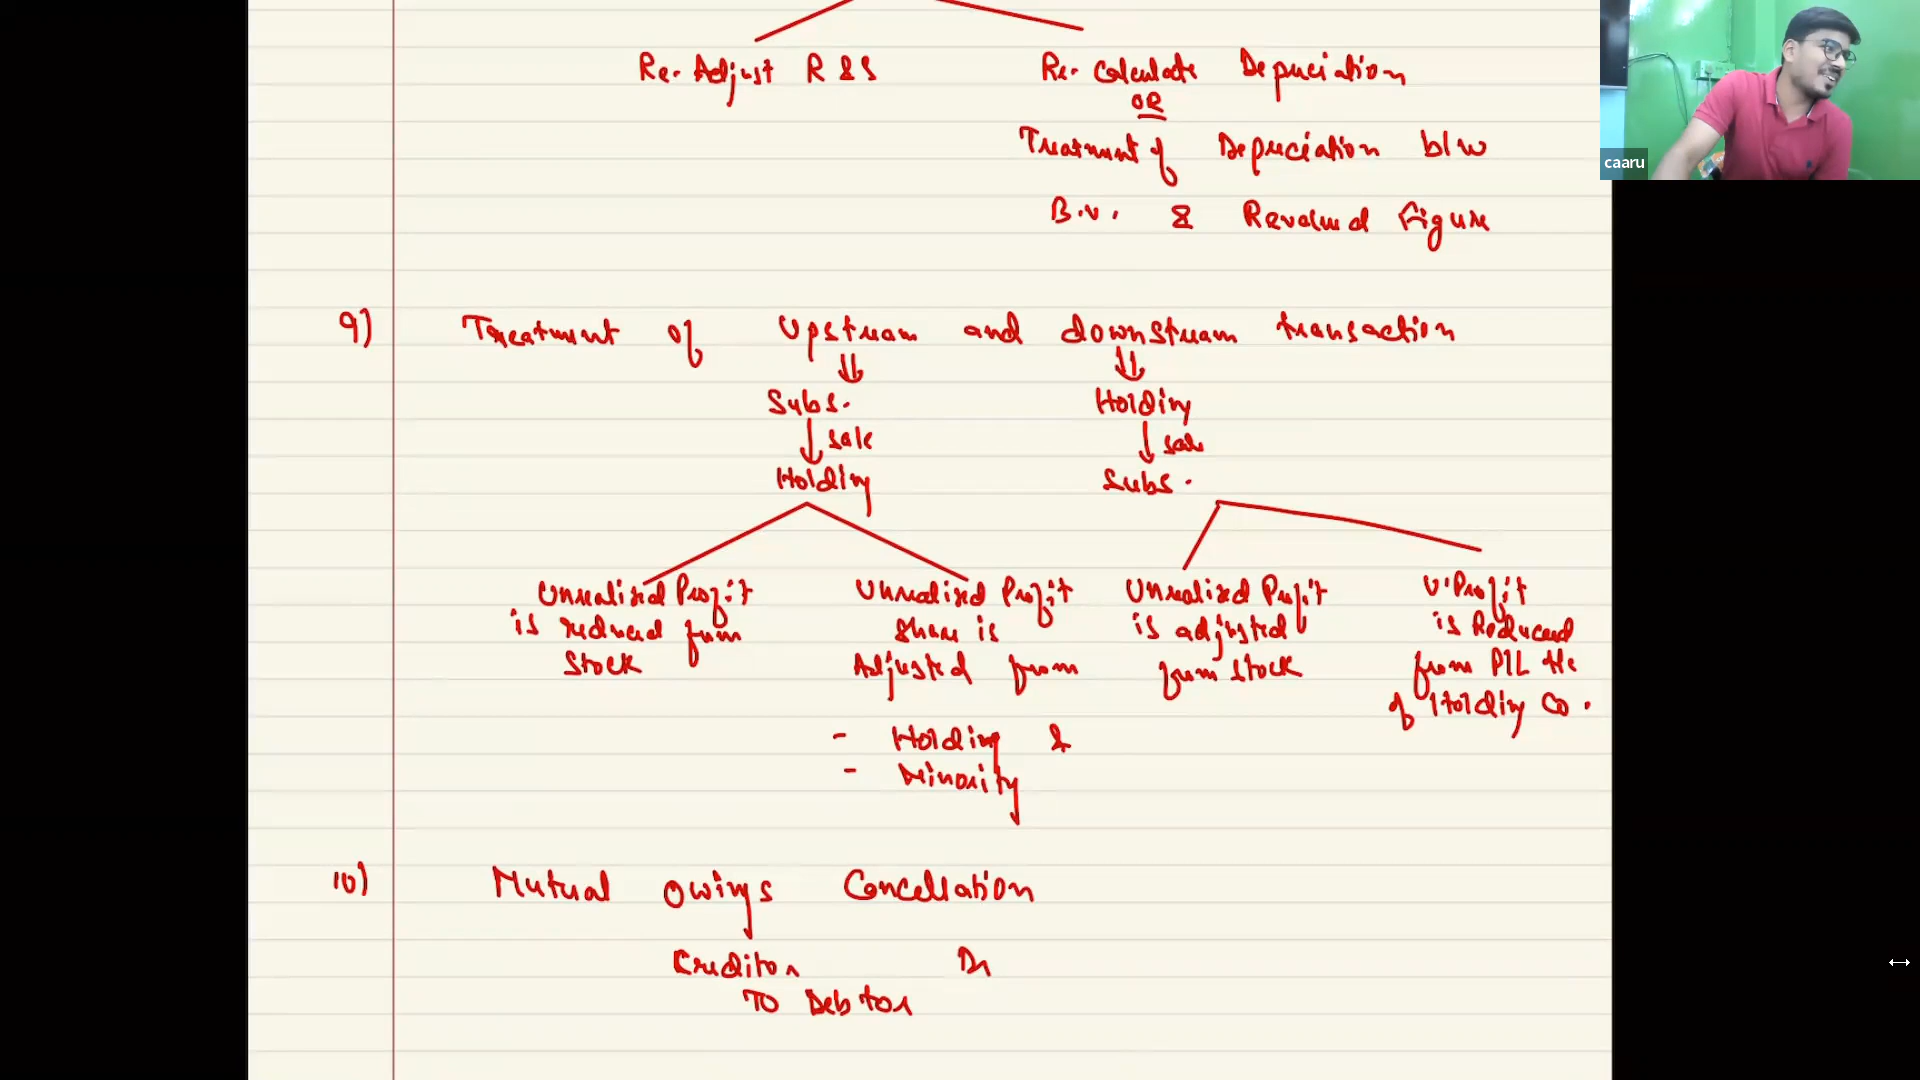 Re-Adjust R & S
Re-calculate Depreciation
OR
Treatment of Depreciation b/w
B.V. & Revalued Figure
caaru
9) Treatment of Upstream and downstream transaction
Subs. Holding
sale sale
Holding Subs.
Unrealised Profit is reduced from Stock
Unrealised Profit share is Adjusted from
- Holding &
- Minority
Unrealised Profit is adjusted from stock
U.Profit is Reduced from P/L A/c of Holding Co.
10) Mutual Owings Cancellation
Creditor Dr
To Debtor